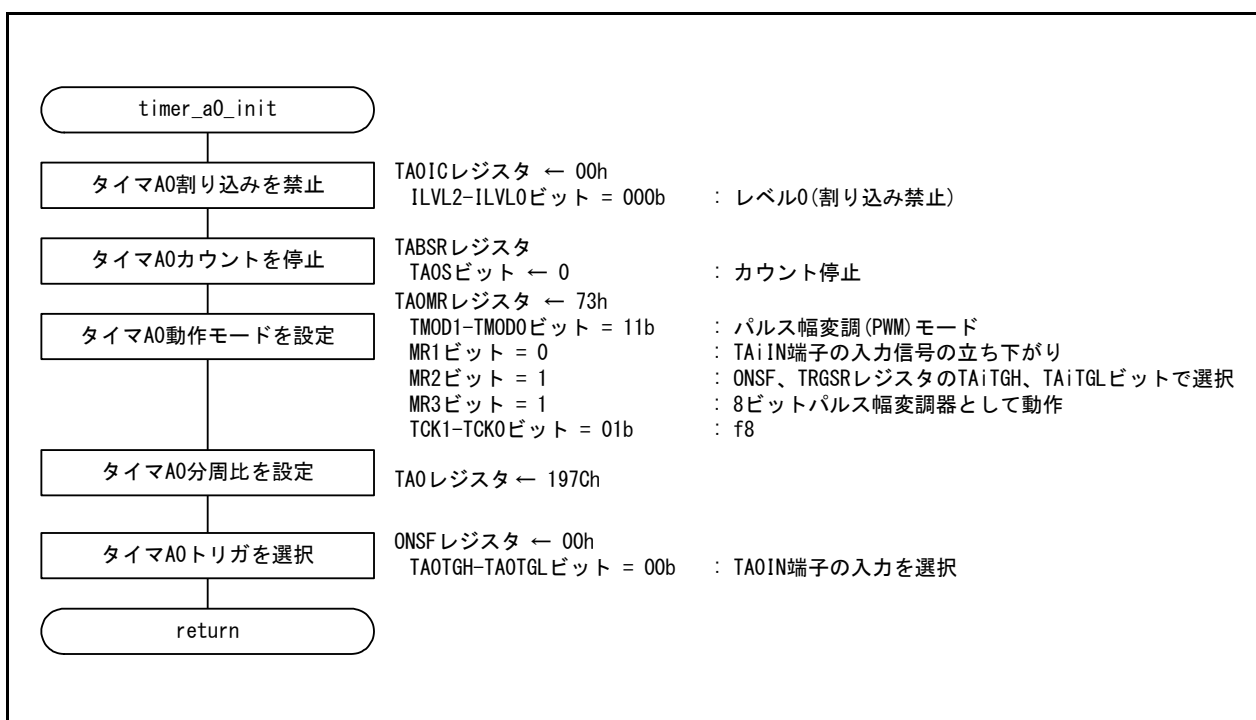 timer_a0_init
タイマA0割り込みを禁止
TA0ICレジスタ ← 00h
ILVL2-ILVL0ビット = 000b : レベル0(割り込み禁止)
タイマA0カウントを停止
TABSRレジスタ
TA0Sビット ← 0 : カウント停止
タイマA0動作モードを設定
TA0MRレジスタ ← 73h
TMOD1-TMOD0ビット = 11b : パルス幅変調(PWM)モード
MR1ビット = 0 : TAiIN端子の入力信号の立ち下がり
MR2ビット = 1 : ONSF、TRGSRレジスタのTAiTGH、TAiTGLビットで選択
MR3ビット = 1 : 8ビットパルス幅変調器として動作
TCK1-TCK0ビット = 01b : f8
タイマA0分周比を設定
TA0レジスタ ← 197Ch
タイマA0トリガを選択
ONSFレジスタ ← 00h
TA0TGH-TA0TGLビット = 00b : TA0IN端子の入力を選択
return